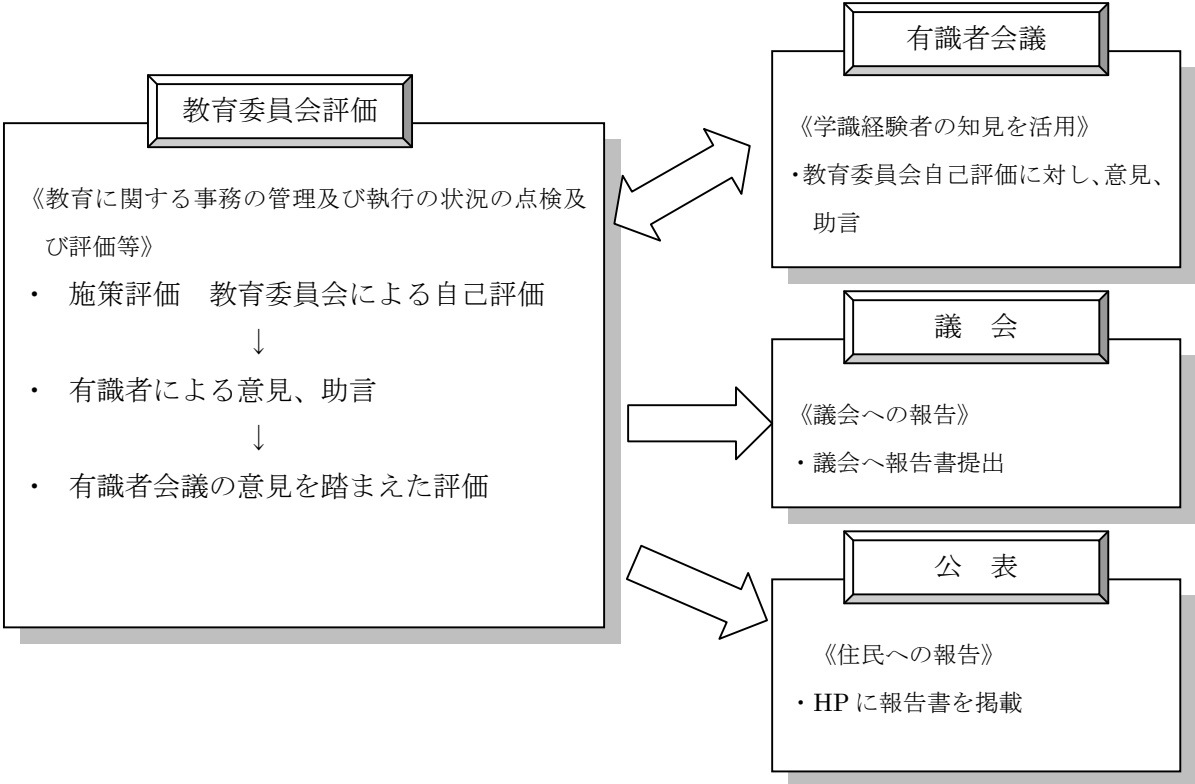 教育委員会評価
《教育に関する事務の管理及び執行の状況の点検及
び評価等》
・ 施策評価　教育委員会による自己評価
↓
・ 有識者による意見、助言
↓
・ 有識者会議の意見を踏まえた評価
有識者会議
《学識経験者の知見を活用》
・教育委員会自己評価に対し、意見、
助言
議　会
《議会への報告》
・議会へ報告書提出
公　表
《住民への報告》
・HP に報告書を掲載